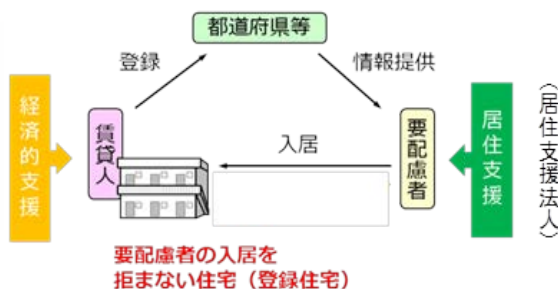 都道府県等
登録
情報提供
経済的支援
賃貸人
入居
要配慮者
居住支援
（居住支援法人）
要配慮者の入居を
拒まない住宅（登録住宅）